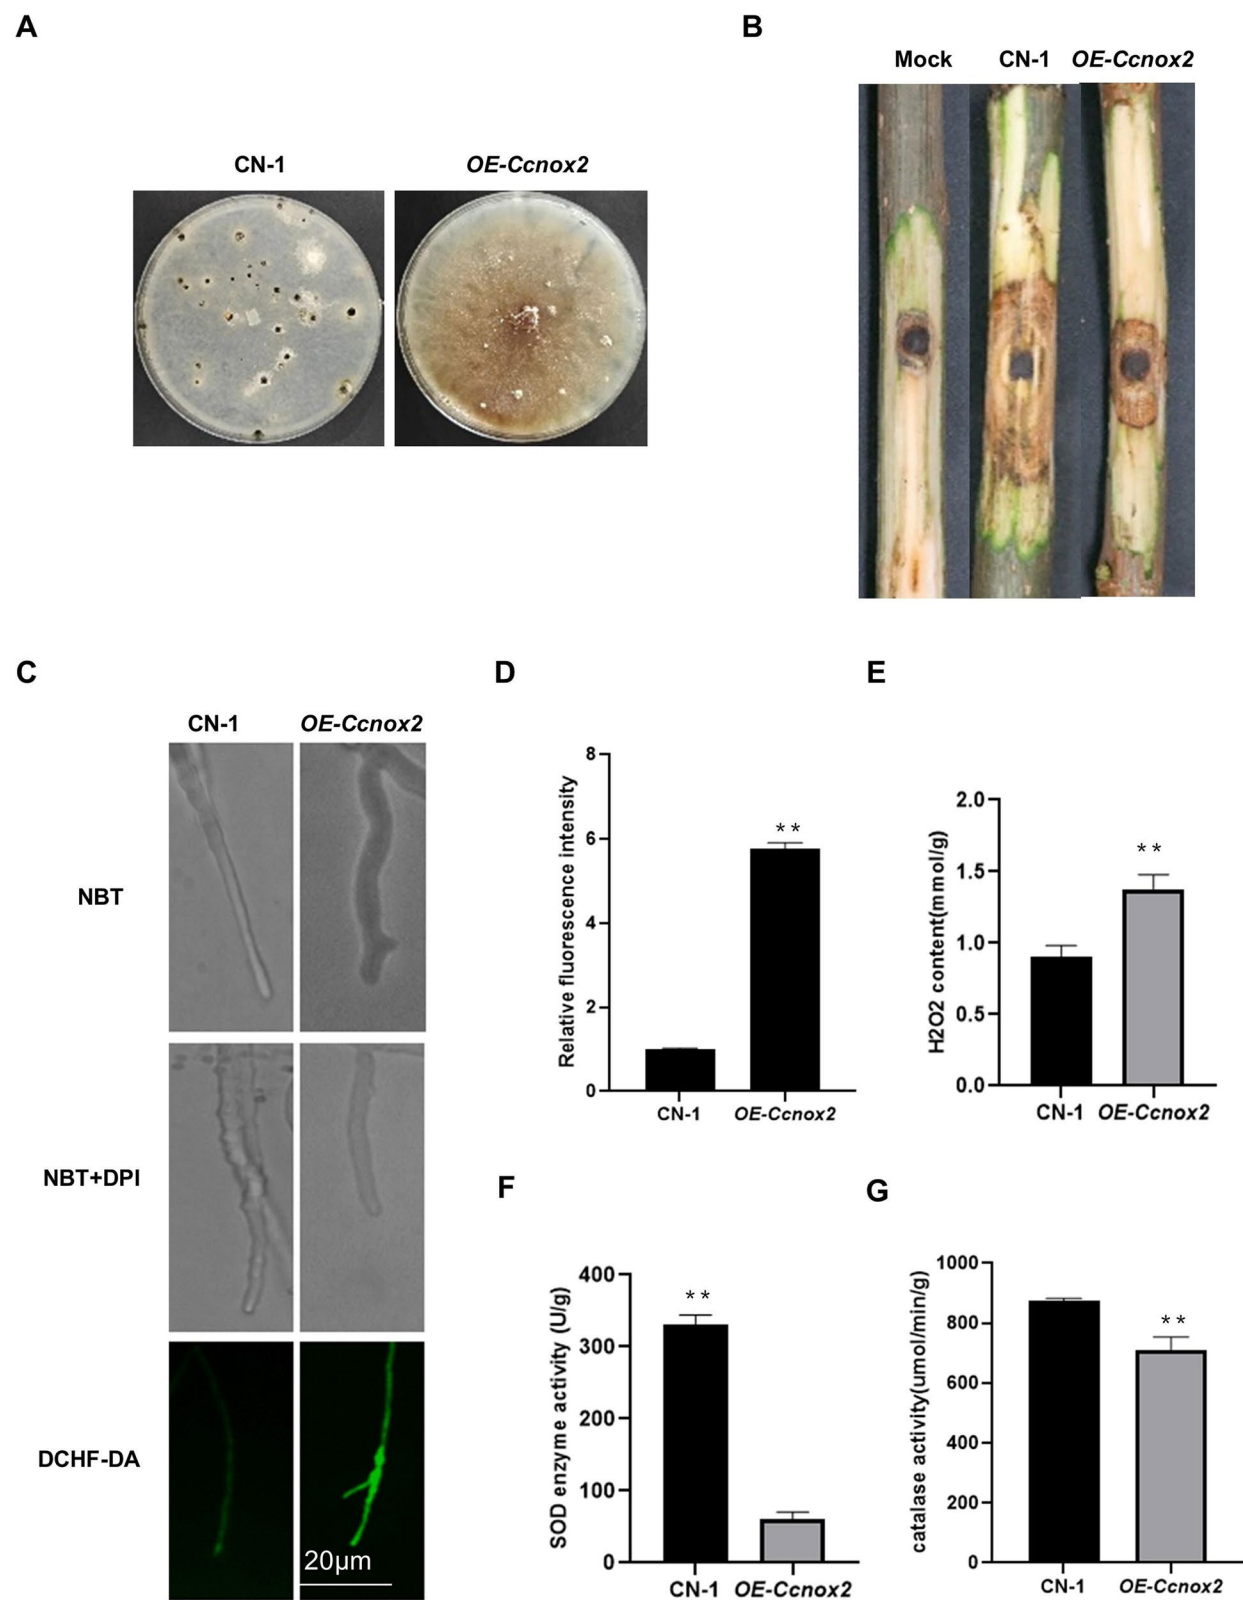 A
B
Mock CN-1 OE-Ccnox2
CN-1 OE-Ccnox2
C
D
E
CN-1 OE-Ccnox2
NBT
NBT+DPI
DCHF-DA
20μm
Relative fluorescence intensity
8
6
4
2
0
**
CN-1 OE-Ccnox2
H2O2 content(mmol/g)
2.0
1.5
1.0
0.5
0.0
**
CN-1 OE-Ccnox2
F
G
SOD enzyme activity (U/g)
400
300
200
100
0
**
CN-1 OE-Ccnox2
catalase activity(umol/min/g)
1000
800
600
400
200
0
**
CN-1 OE-Ccnox2